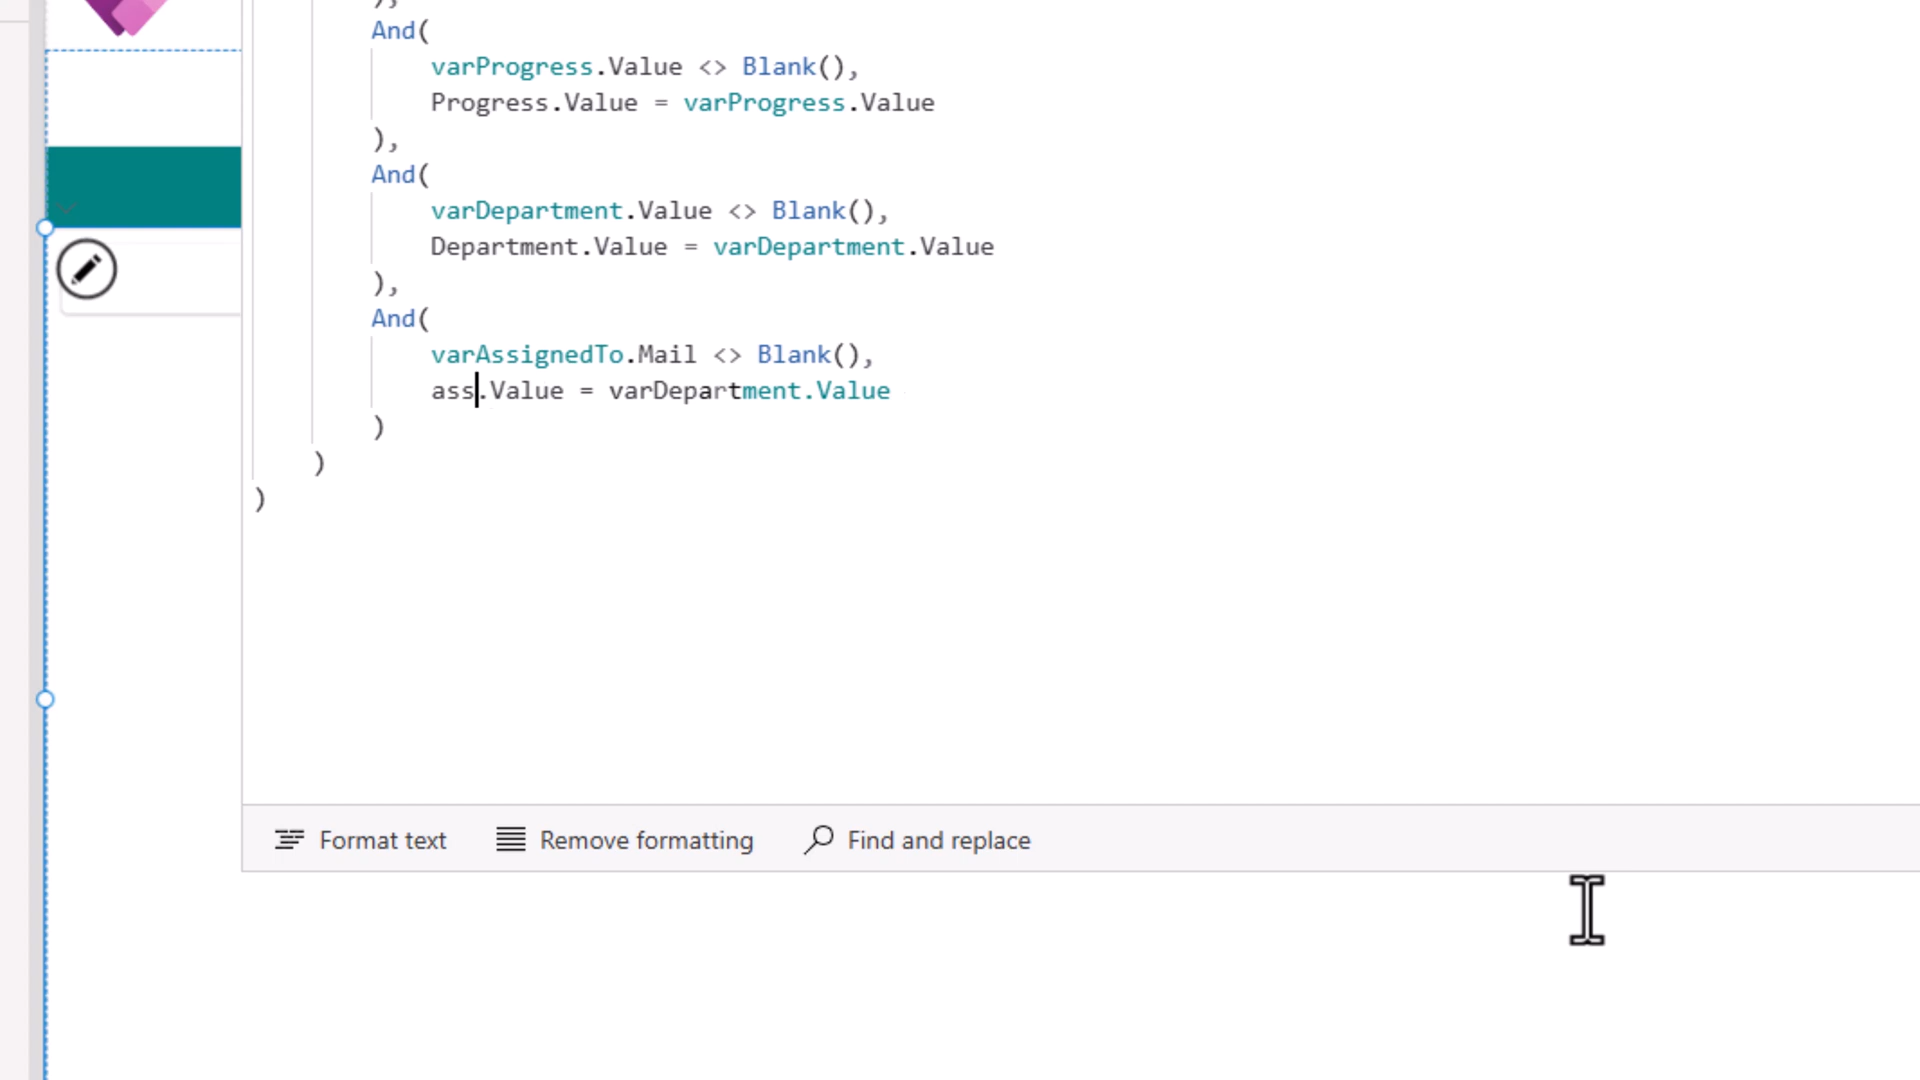 ),
And(
varProgress.Value <> Blank(),
Progress.Value = varProgress.Value
),
And(
varDepartment.Value <> Blank(),
Department.Value = varDepartment.Value
),
And(
varAssignedTo.Mail <> Blank(),
ass.Value = varDepartment.Value
)
)
)
Format text Remove formatting Find and replace